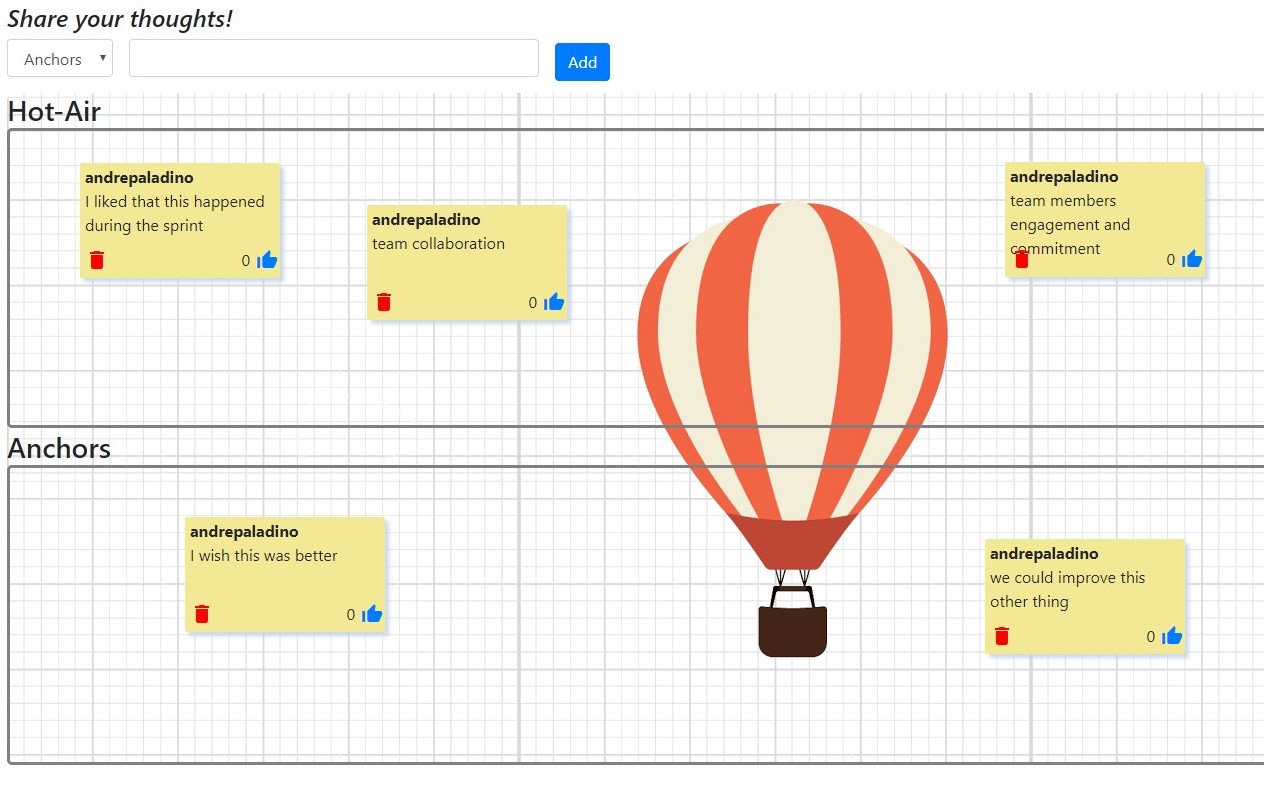 Share your thoughts!
Anchors
Add
Hot-Air
andrepaladino
I liked that this happened
during the sprint
0
andrepaladino
team collaboration
0
andrepaladino
team members
engagement and
commitment
0
Anchors
andrepaladino
I wish this was better
0
andrepaladino
we could improve this
other thing
0